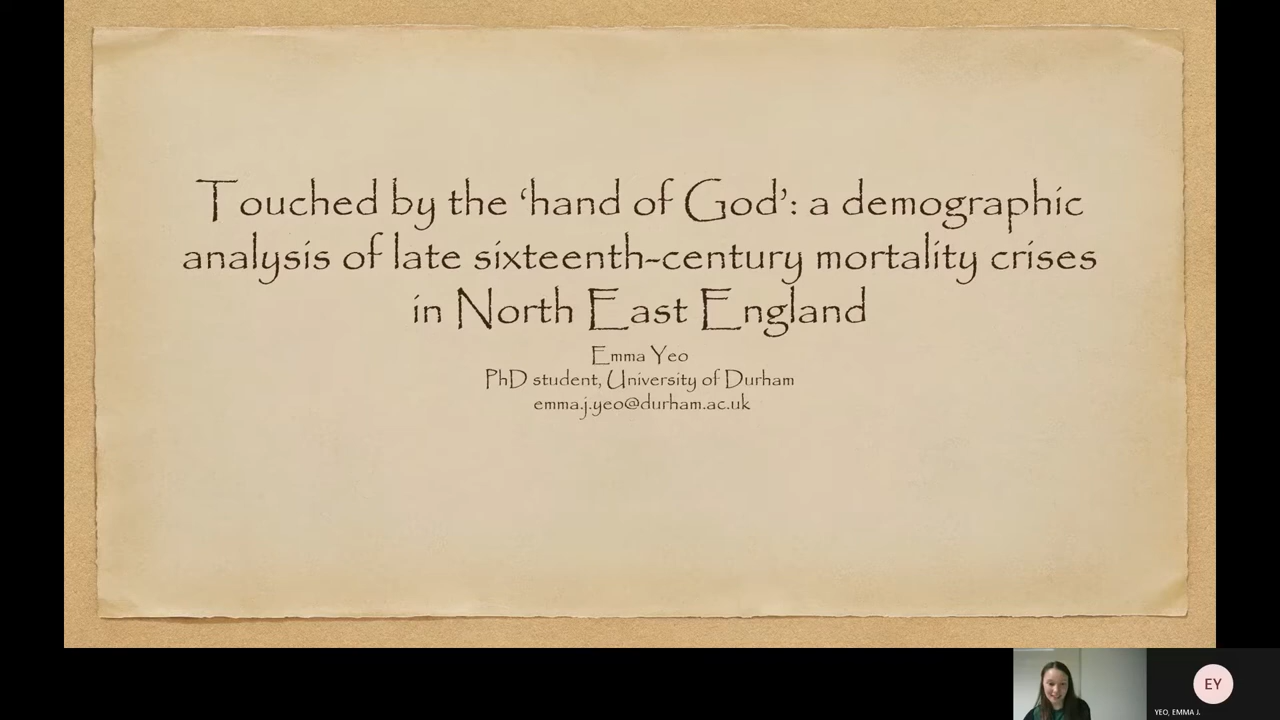 Touched by the ‘hand of God’: a demographic
analysis of late sixteenth-century mortality crises
in North East England
Emma Yeo
PhD student, University of Durham
emma.j.yeo@durham.ac.uk
EY
YEO, EMMA J.